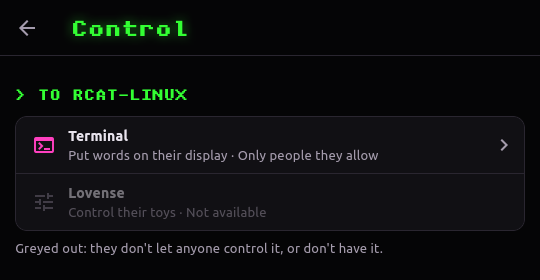 Control
> TO RCAT-LINUX
Terminal
Put words on their display · Only people they allow
Lovense
Control their toys · Not available
Greyed out: they don't let anyone control it, or don't have it.